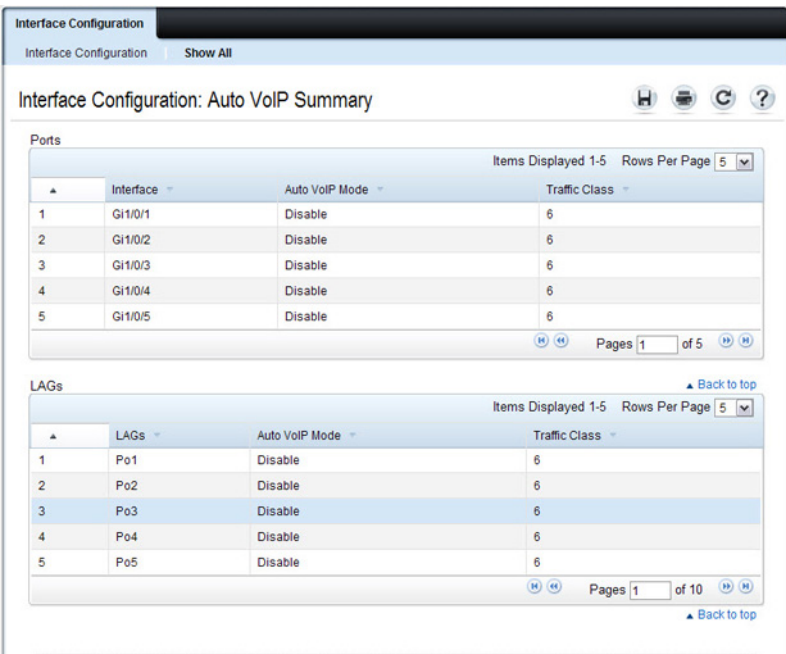 Interface Configuration
Interface Configuration Show All
Interface Configuration: Auto VoIP Summary
Ports
Items Displayed 1-5 Rows Per Page 5
Interface Auto VoIP Mode Traffic Class
1 Gi1/0/1 Disable 6
2 Gi1/0/2 Disable 6
3 Gi1/0/3 Disable 6
4 Gi1/0/4 Disable 6
5 Gi1/0/5 Disable 6
Pages 1 of 5
LAGs Back to top
Items Displayed 1-5 Rows Per Page 5
LAGs Auto VoIP Mode Traffic Class
1 Po1 Disable 6
2 Po2 Disable 6
3 Po3 Disable 6
4 Po4 Disable 6
5 Po5 Disable 6
Pages 1 of 10
Back to top